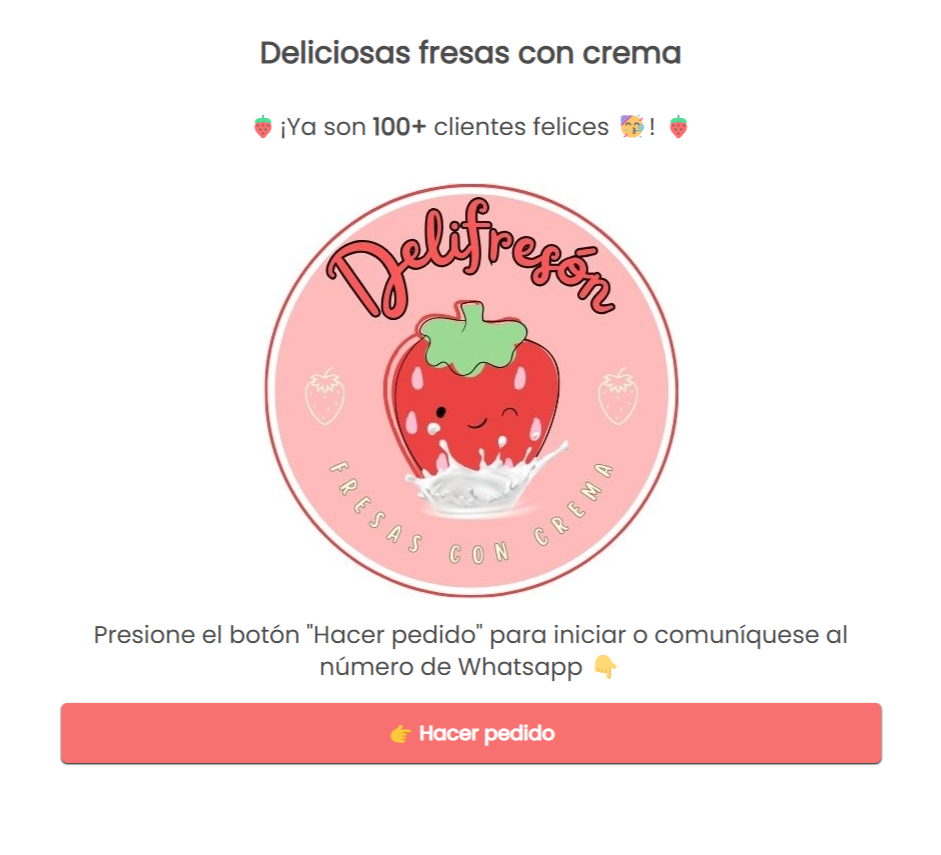 Deliciosas fresas con crema
🍓 ¡Ya son 100+ clientes felices 🥳! 🍓
Delifresón
FRESAS CON CREMA
Presione el botón "Hacer pedido" para iniciar o comuníquese al
número de Whatsapp 👇
👉 Hacer pedido